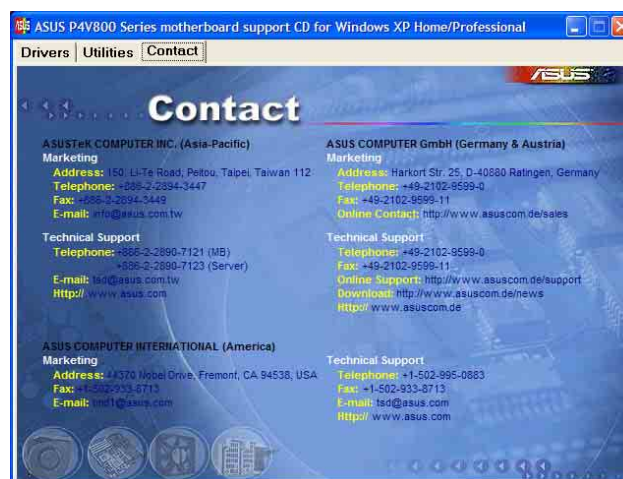 ASUS P4V800 Series motherboard support CD for Windows XP Home/Professional
Drivers Utilities Contact
ASUS
Contact
ASUSTeK COMPUTER INC. (Asia-Pacific)
Marketing
Address: 150, Li-Te Road, Peitou, Taipei, Taiwan 112
Telephone: +886-2-2894-3447
Fax: +886-2-2894-3449
E-mail: info@asus.com.tw
Technical Support
Telephone: +886-2-2890-7121 (MB)
+886-2-2890-7123 (Server)
E-mail: tsd@asus.com.tw
Http:// www.asus.com
ASUS COMPUTER GmbH (Germany & Austria)
Marketing
Address: Harkort Str. 25, D-40880 Ratingen, Germany
Telephone: +49-2102-9599-0
Fax: +49-2102-9599-11
Online Contact: http://www.asuscom.de/sales
Technical Support
Telephone: +49-2102-9599-0
Fax: +49-2102-9599-11
Online Support: http://www.asuscom.de/support
Download: http://www.asuscom.de/news
Http:// www.asuscom.de
ASUS COMPUTER INTERNATIONAL (America)
Marketing
Address: 44370 Nobel Drive, Fremont, CA 94538, USA
Fax: +1-502-933-8713
E-mail: tmd1@asus.com
Technical Support
Telephone: +1-502-995-0883
Fax: +1-502-933-8713
E-mail: tsd@asus.com
Http:// www.asus.com